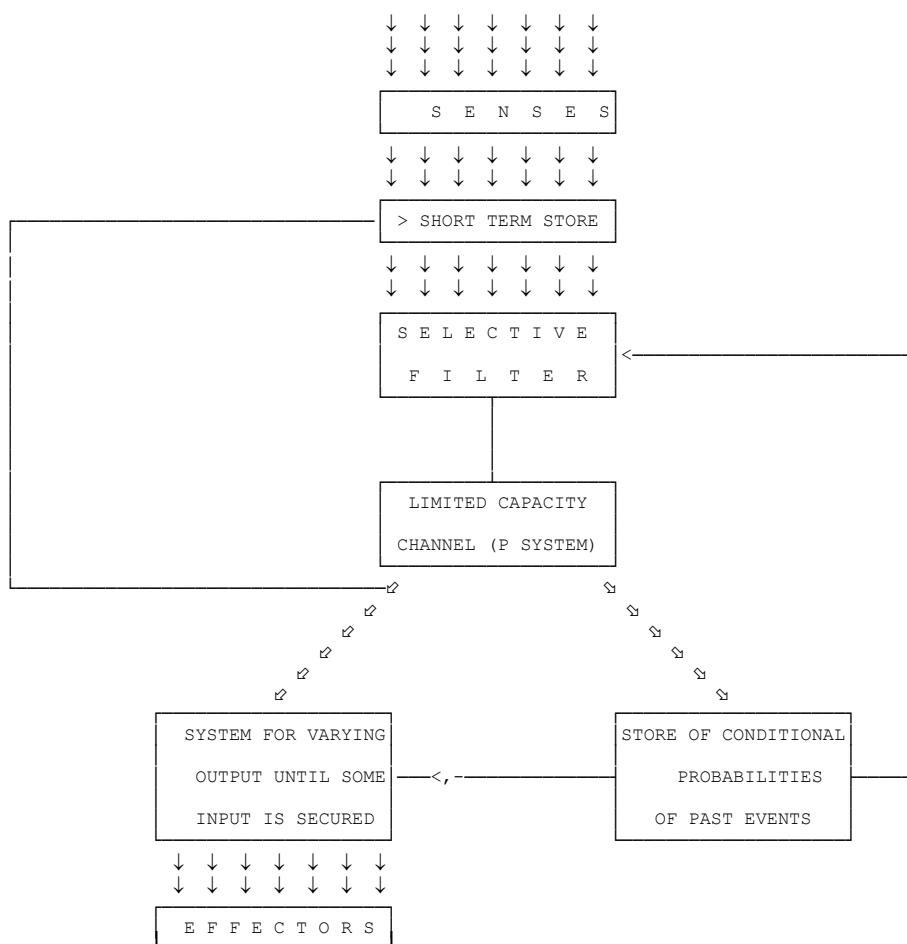 S E N S E S
> SHORT TERM STORE
S E L E C T I V E
F I L T E R
LIMITED CAPACITY
CHANNEL (P SYSTEM)
SYSTEM FOR VARYING
OUTPUT UNTIL SOME
INPUT IS SECURED
<,-
STORE OF CONDITIONAL
PROBABILITIES
OF PAST EVENTS
<
E F F E C T O R S